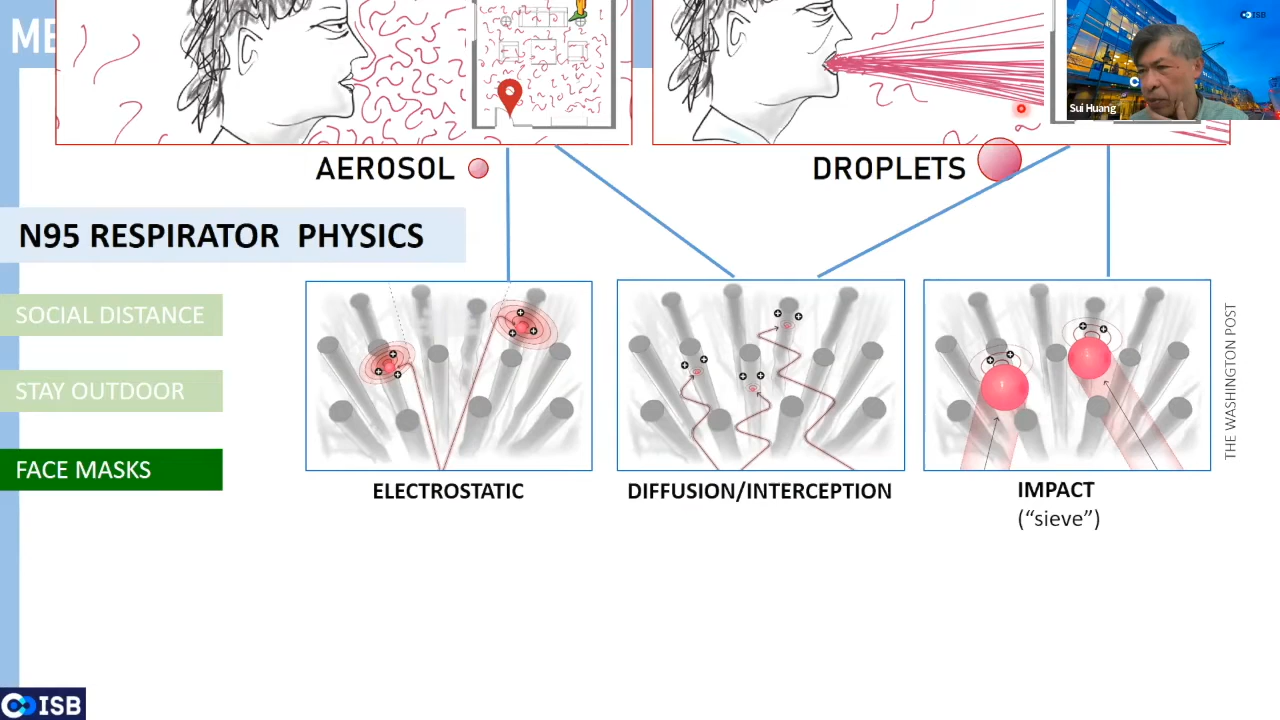 ME
ISB
Sui Huang
AEROSOL
DROPLETS
N95 RESPIRATOR PHYSICS
SOCIAL DISTANCE
STAY OUTDOOR
FACE MASKS
THE WASHINGTON POST
ELECTROSTATIC
DIFFUSION/INTERCEPTION
IMPACT
(“sieve”)
ISB